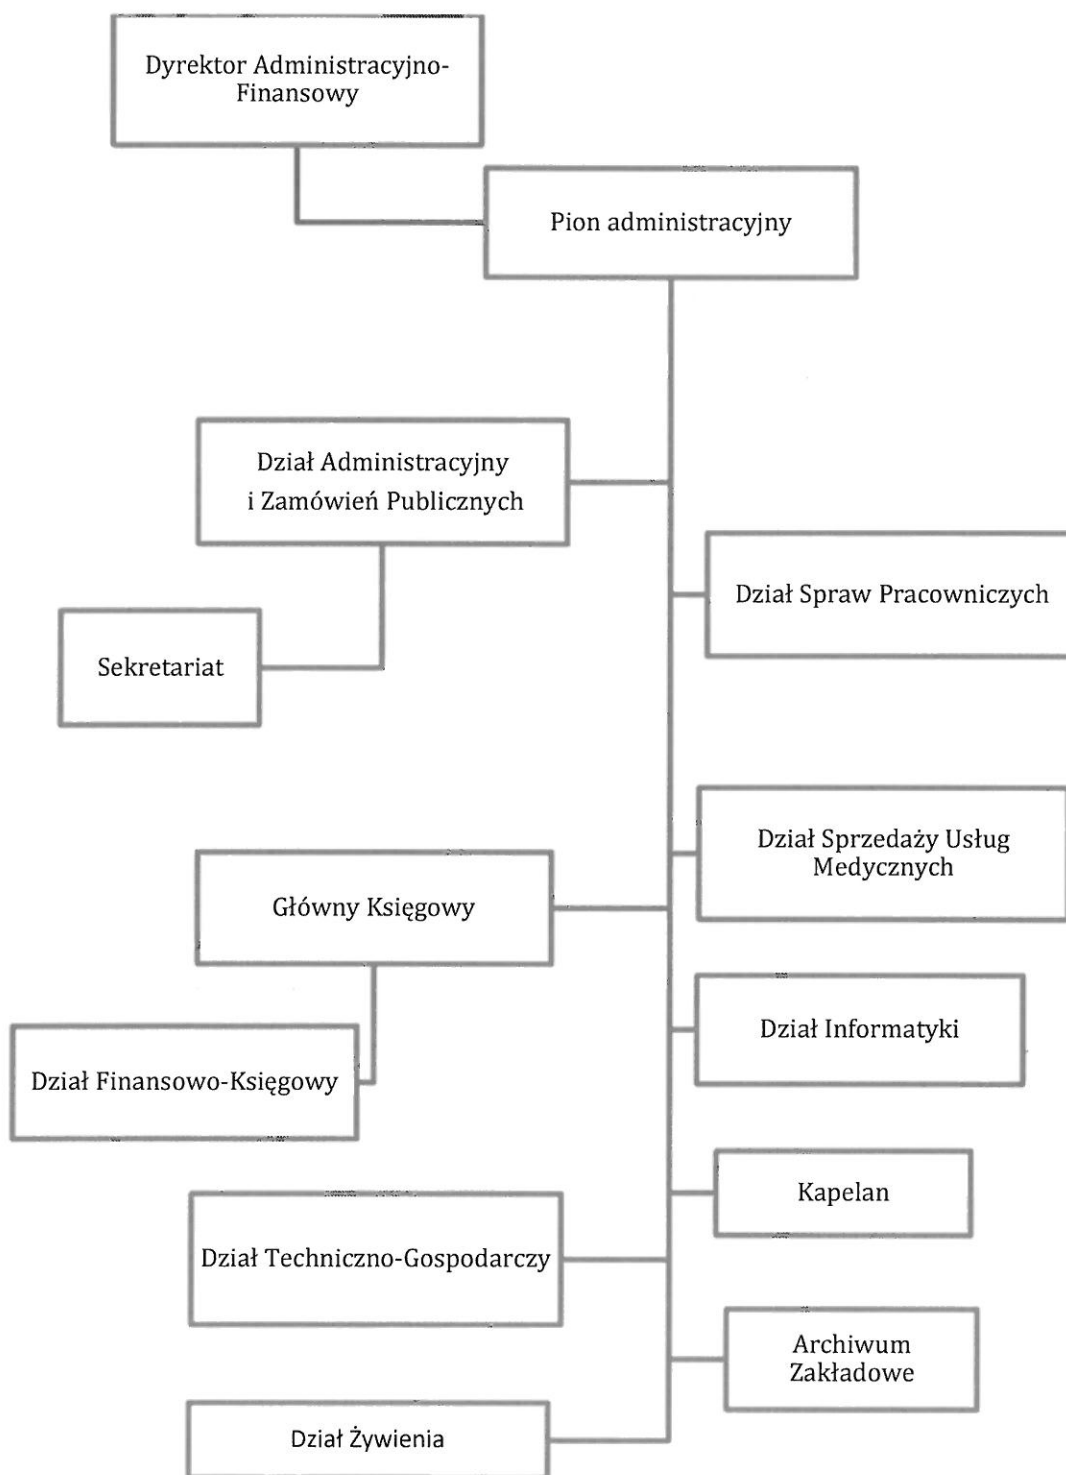 Dyrektor Administracyjno-
Finansowy
Pion administracyjny
Dział Administracyjny
i Zamówień Publicznych
Dział Spraw Pracowniczych
Sekretariat
Dział Sprzedaży Usług
Medycznych
Główny Księgowy
Dział Informatyki
Dział Finansowo-Księgowy
Kapelan
Dział Techniczno-Gospodarczy
Archiwum
Zakładowe
Dział Żywienia